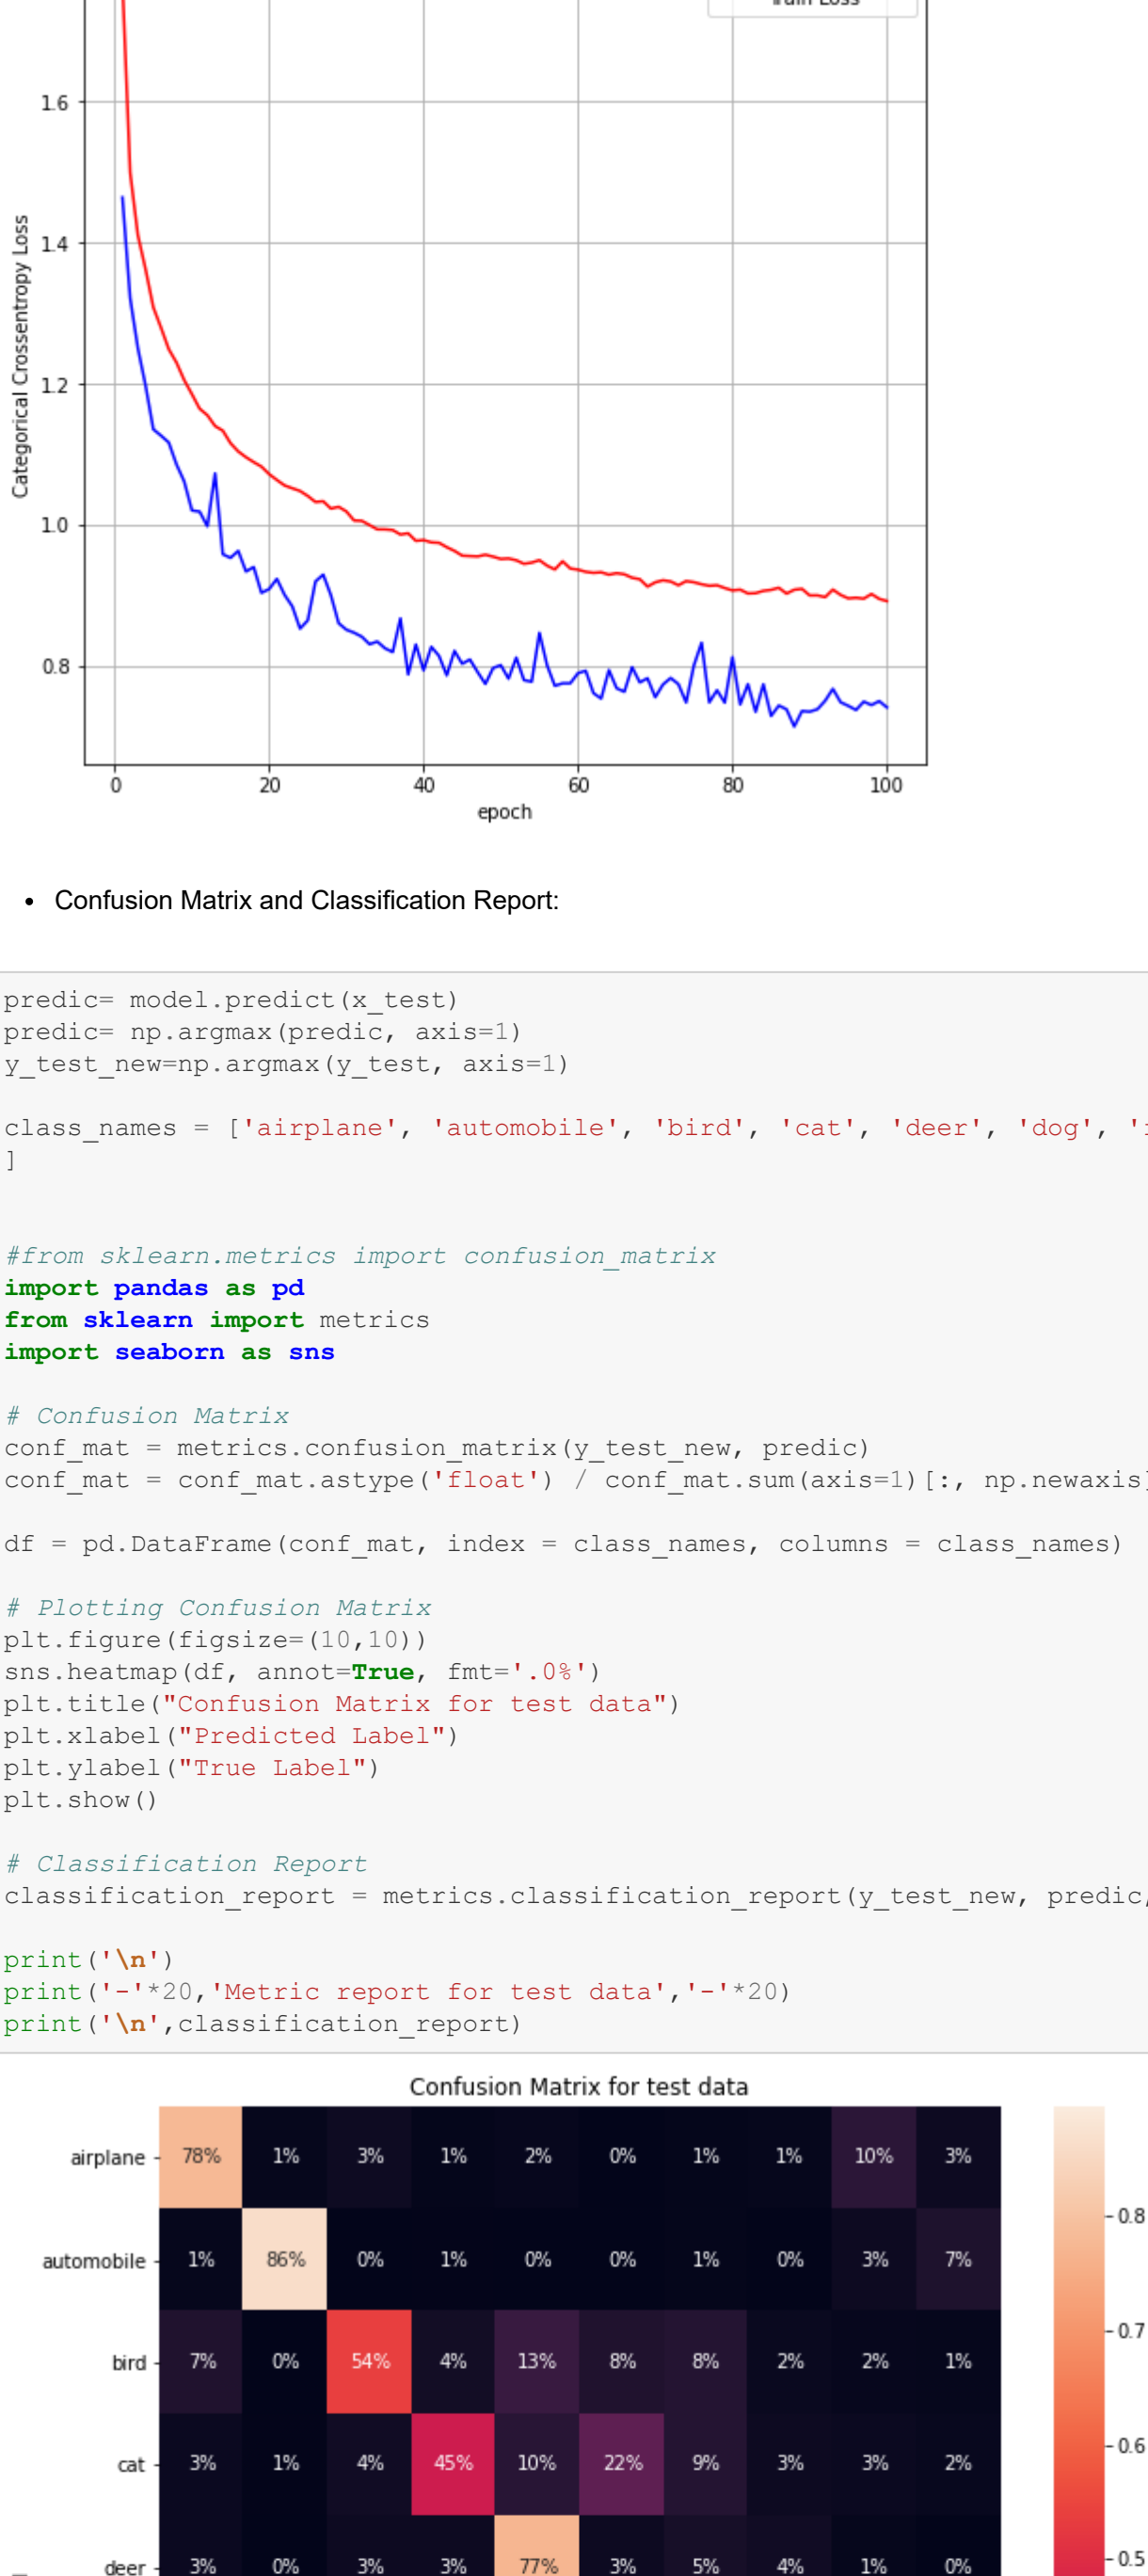 Train Loss
1.6
1.4
1.2
1.0
0.8
Categorical Crossentropy Loss
0 20 40 60 80 100
epoch
• Confusion Matrix and Classification Report:
predic= model.predict(x_test)
predic= np.argmax(predic, axis=1)
y_test_new=np.argmax(y_test, axis=1)
class_names = ['airplane', 'automobile', 'bird', 'cat', 'deer', 'dog', '
]
#from sklearn.metrics import confusion_matrix
import pandas as pd
from sklearn import metrics
import seaborn as sns
# Confusion Matrix
conf_mat = metrics.confusion_matrix(y_test_new, predic)
conf_mat = conf_mat.astype('float') / conf_mat.sum(axis=1)[:, np.newaxis]
df = pd.DataFrame(conf_mat, index = class_names, columns = class_names)
# Plotting Confusion Matrix
plt.figure(figsize=(10,10))
sns.heatmap(df, annot=True, fmt='.0%')
plt.title("Confusion Matrix for test data")
plt.xlabel("Predicted Label")
plt.ylabel("True Label")
plt.show()
# Classification Report
classification_report = metrics.classification_report(y_test_new, predic,
print('\n')
print('-'*20,'Metric report for test data','-'*20)
print('\n',classification_report)
Confusion Matrix for test data
airplane 78% 1% 3% 1% 2% 0% 1% 1% 10% 3%
automobile 1% 86% 0% 1% 0% 0% 1% 0% 3% 7%
bird 7% 0% 54% 4% 13% 8% 8% 2% 2% 1%
cat 3% 1% 4% 45% 10% 22% 9% 3% 3% 2%
deer 3% 0% 3% 3% 77% 3% 5% 4% 1% 0%
0.8
0.7
0.6
0.5